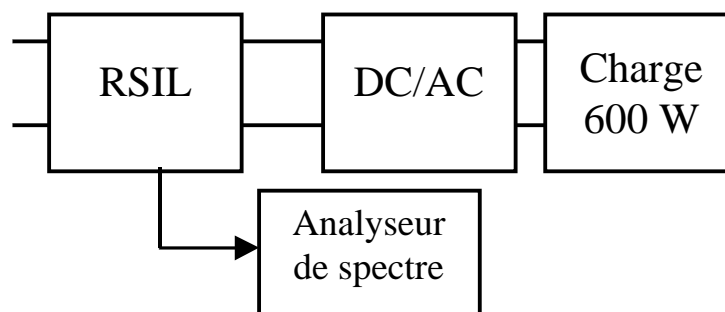 RSIL
DC/AC
Charge
600 W
Analyseur
de spectre